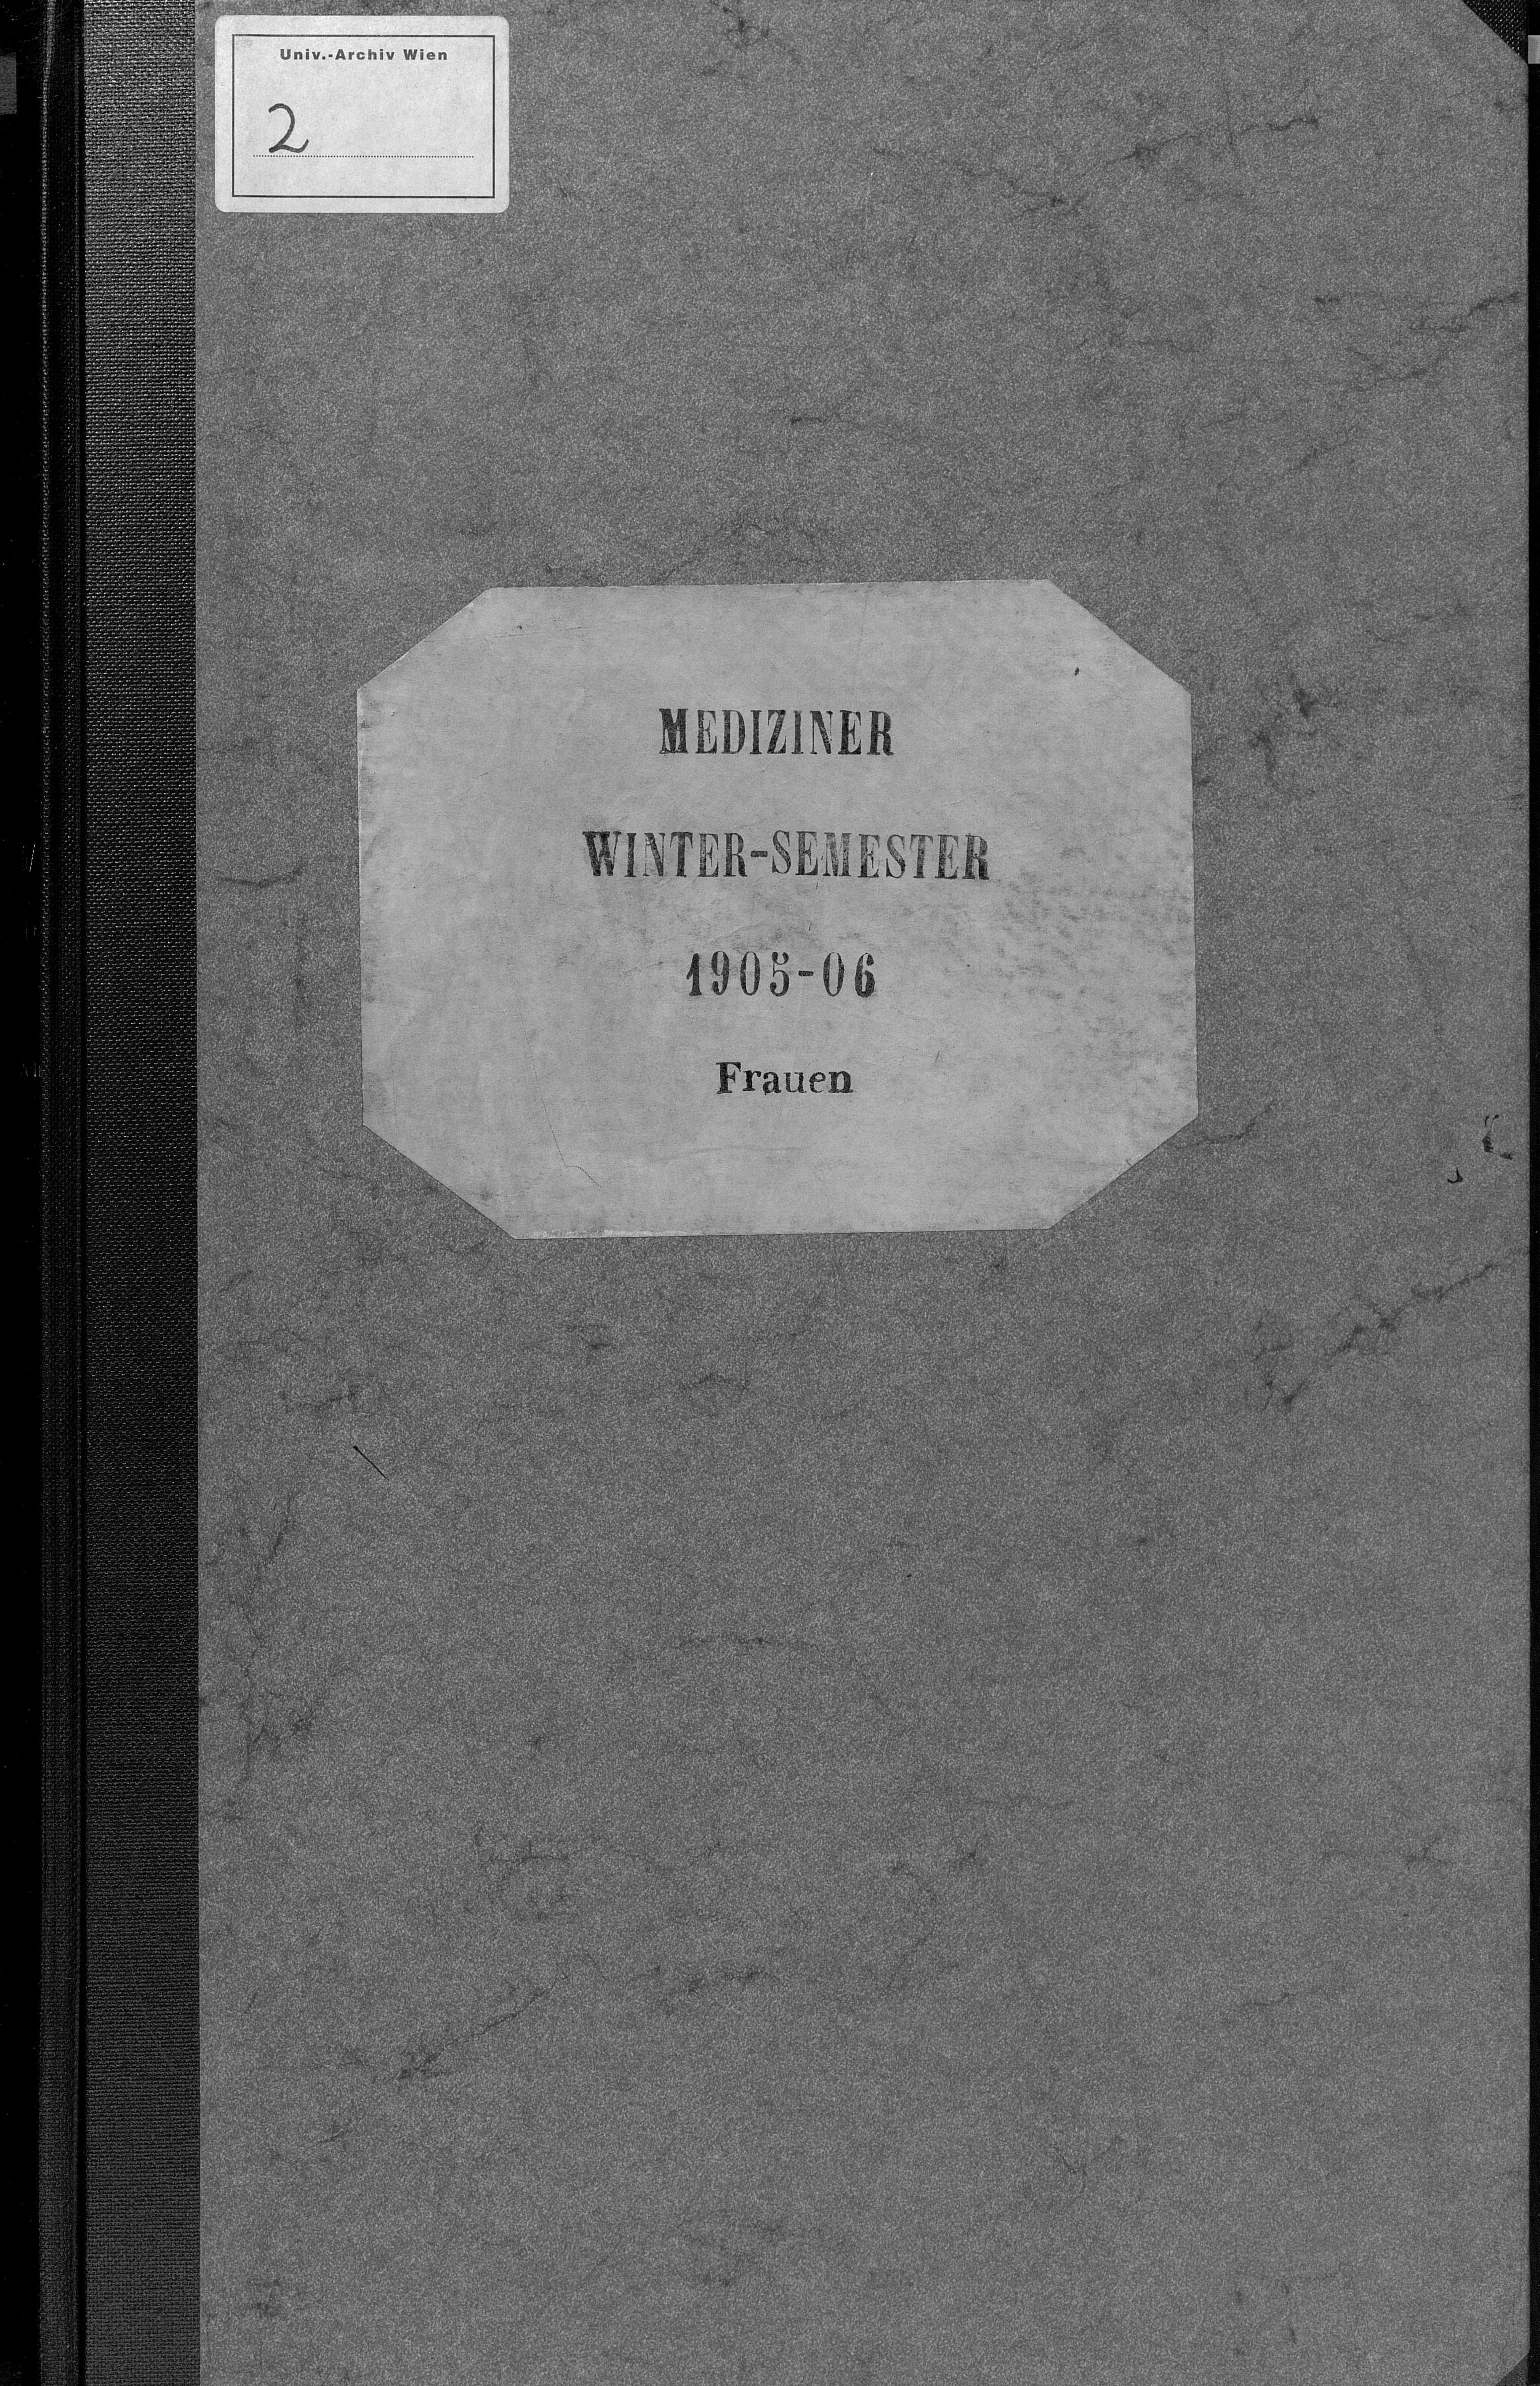 Univ.-Archiv Wien
2
MEDIZINER
WINTER-SEMESTER
1905-06
Frauen